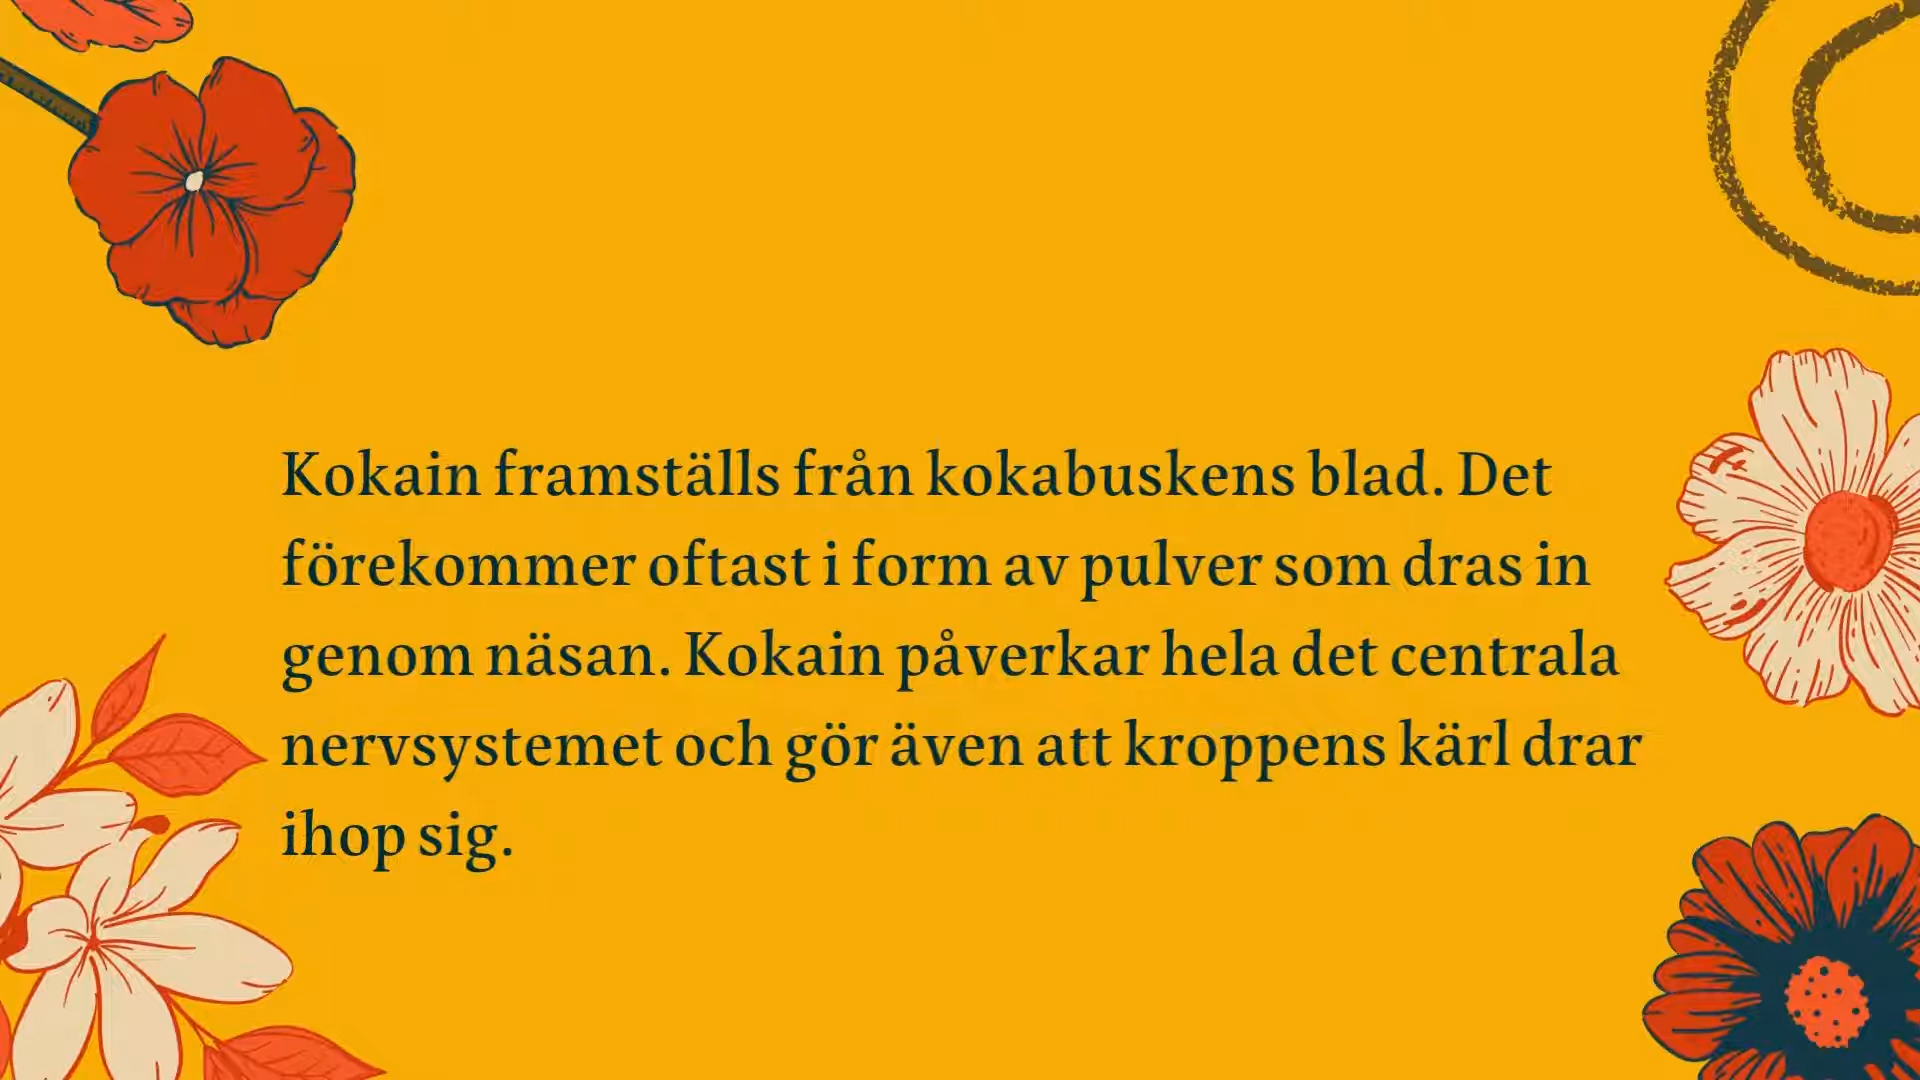 Kokain framställs från kokabuskens blad. Det
förekommer oftast i form av pulver som dras in
genom näsan. Kokain påverkar hela det centrala
nervsystemet och gör även att kroppens kärl drar
ihop sig.